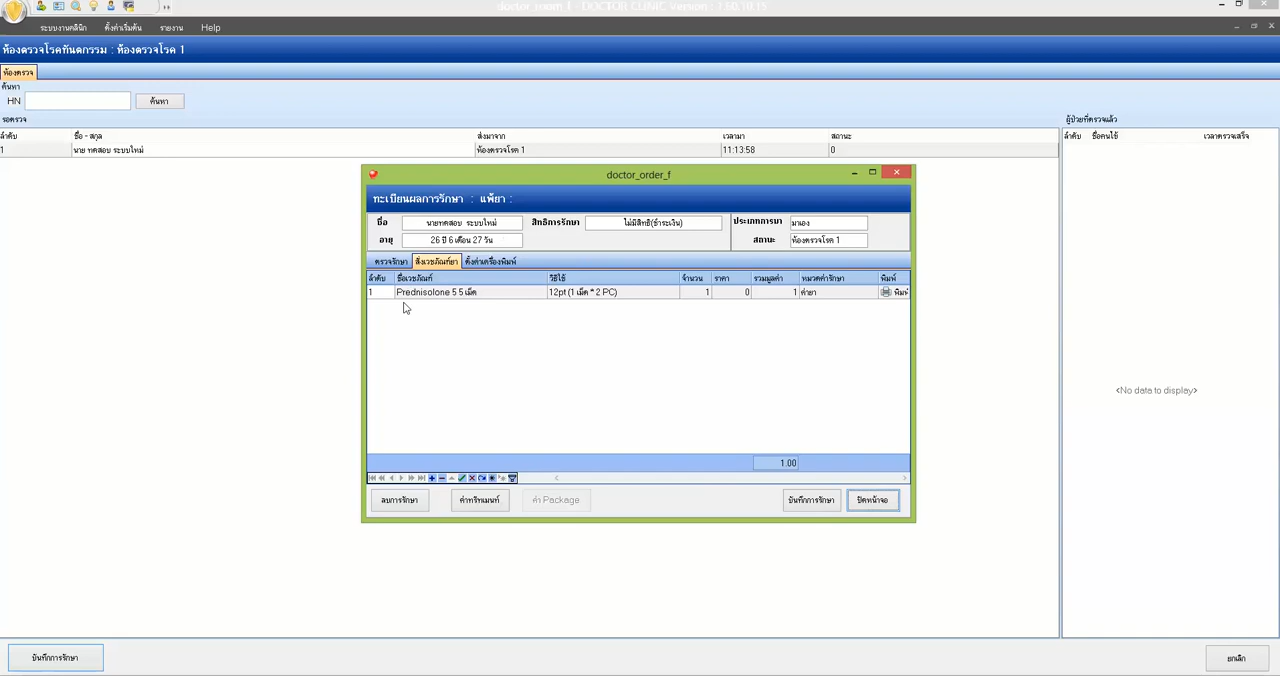 doctor_room 1 - DOCTOR CLINIC Version : 1.60.10.15
ระบบงานคลินิก ตั้งค่าเริ่มต้น รายงาน Help
ห้องตรวจโรคทันตกรรม : ห้องตรวจโรค 1
ห้องตรวจ
ค้นหา
HN ค้นหา
รอตรวจ
ผู้ป่วยที่ตรวจแล้ว
ลำดับ ชื่อ - สกุล ส่งมาจาก เวลามา สถานะ
ลำดับ ชื่อคนไข้ เวลาตรวจเสร็จ
1 นาย ทดสอบ ระบบใหม่ ห้องตรวจโรค 1 11:13:58 0
doctor_order_f
ทะเบียนผลการรักษา : แพ้ยา :
ชื่อ นายทดสอบ ระบบใหม่ สิทธิการรักษา ไม่มีสิทธิ(ชำระเงิน) ประเภทการมา มาเอง
อายุ 26 ปี 6 เดือน 27 วัน สถานะ ห้องตรวจโรค 1
ตรวจรักษา สั่งเวชภัณฑ์ยา ตั้งค่าเครื่องพิมพ์
ลำดับ ชื่อเวชภัณฑ์ วิธีใช้ จำนวน ราคา รวมมูลค่า หมวดค่ารักษา พิมพ์
1 Prednisolone 5 5 เม็ด 12pt (1 เม็ด * 2 PC) 1 0 1 ค่ายา พิมพ์
<No data to display>
1.00
ลบการรักษา ค่าทรีทเมนท์ ค่า Package บันทึกการรักษา ปิดหน้าจอ
บันทึกการรักษา ยกเลิก